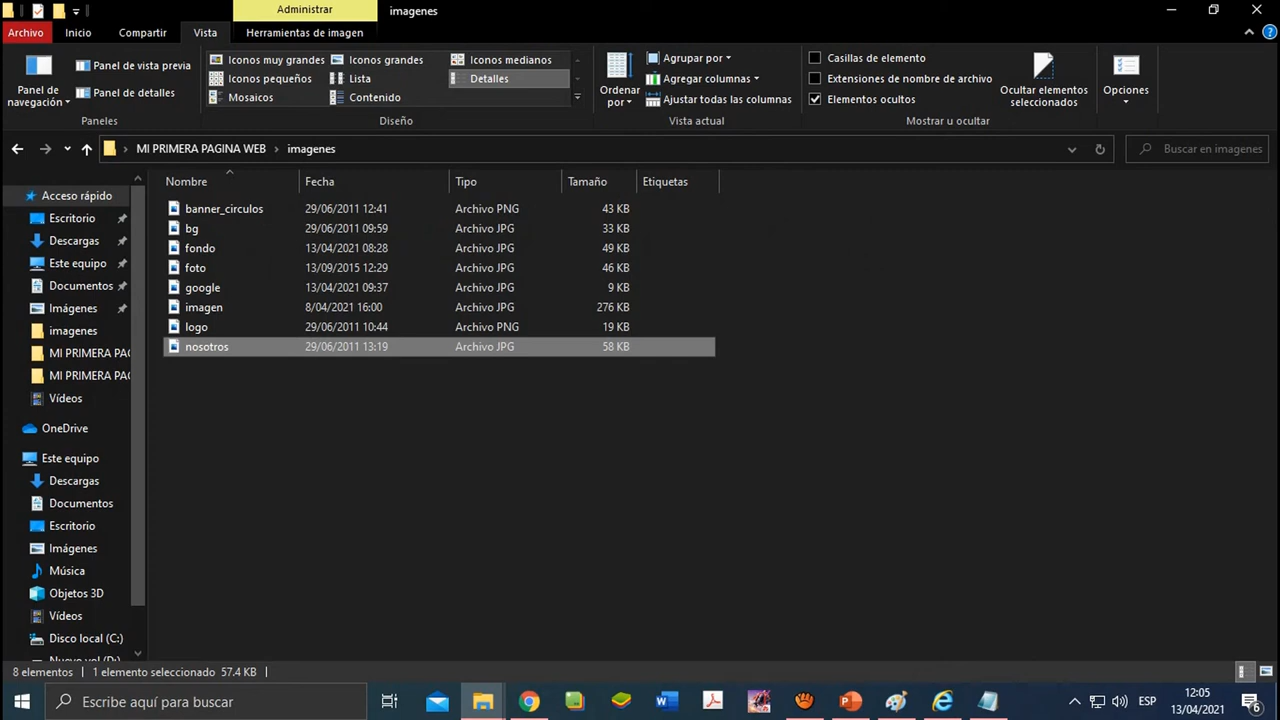 Administrar
imagenes
Archivo
Inicio
Compartir
Vista
Herramientas de imagen
Panel de navegación
Panel de vista previa
Panel de detalles
Paneles
Iconos muy grandes
Iconos grandes
Iconos medianos
Iconos pequeños
Lista
Detalles
Mosaicos
Contenido
Diseño
Ordenar por
Agrupar por
Agregar columnas
Ajustar todas las columnas
Vista actual
Casillas de elemento
Extensiones de nombre de archivo
Elementos ocultos
Ocultar elementos seleccionados
Mostrar u ocultar
Opciones
MI PRIMERA PAGINA WEB > imagenes
Buscar en imagenes
Nombre Fecha Tipo Tamaño Etiquetas
banner_circulos 29/06/2011 12:41 Archivo PNG 43 KB
bg 29/06/2011 09:59 Archivo JPG 33 KB
fondo 13/04/2021 08:28 Archivo JPG 49 KB
foto 13/09/2015 12:29 Archivo JPG 46 KB
google 13/04/2021 09:37 Archivo JPG 9 KB
imagen 8/04/2021 16:00 Archivo JPG 276 KB
logo 29/06/2011 10:44 Archivo PNG 19 KB
nosotros 29/06/2011 13:19 Archivo JPG 58 KB
Acceso rápido
Escritorio
Descargas
Este equipo
Documentos
Imágenes
imagenes
MI PRIMERA PAG
MI PRIMERA PAG
Vídeos
OneDrive
Este equipo
Descargas
Documentos
Escritorio
Imágenes
Música
Objetos 3D
Vídeos
Disco local (C:)
Nuevo vol (D:)
8 elementos 1 elemento seleccionado 57.4 KB
Escribe aquí para buscar
ESP
12:05
13/04/2021
6